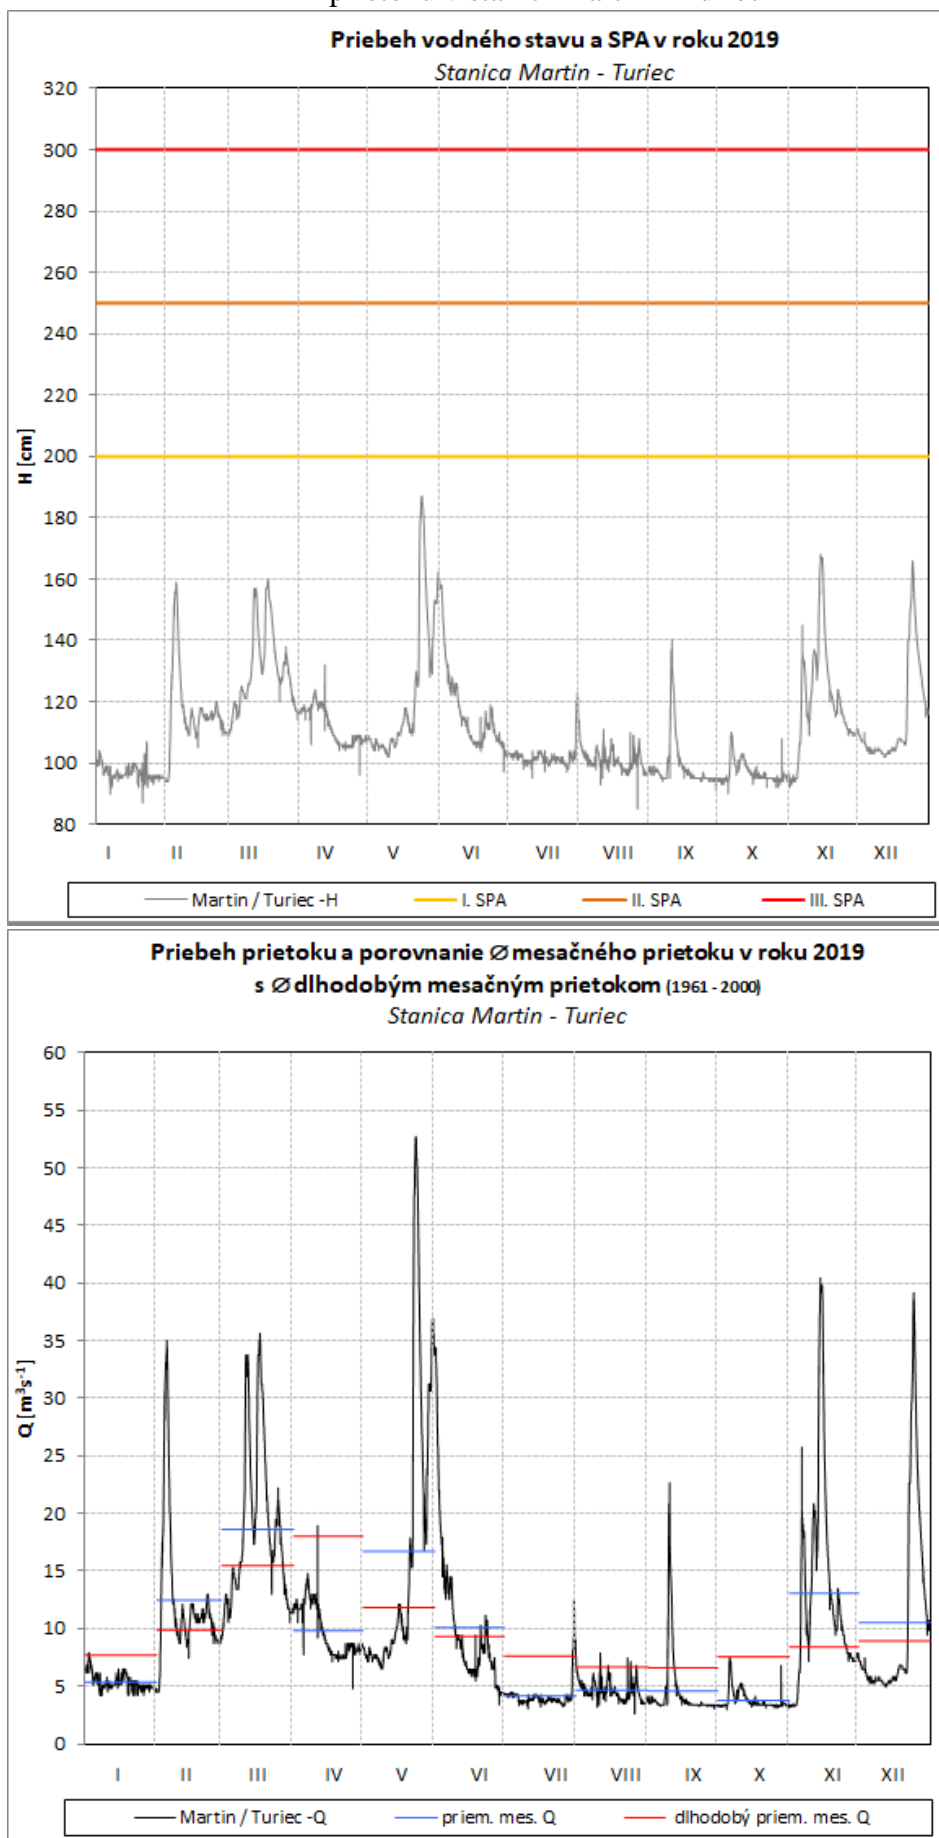 Priebeh vodného stavu a SPA v roku 2019
Stanica Martin - Turiec
320
300
280
260
240
220
200
180
160
140
120
100
80
H [cm]
I II III IV V VI VII VIII IX X XI XII
Martin / Turiec -H I. SPA II. SPA III. SPA
Priebeh prietoku a porovnanie Ø mesačného prietoku v roku 2019
s Ø dlhodobým mesačným prietokom (1961 - 2000)
Stanica Martin - Turiec
60
55
50
45
40
35
30
25
20
15
10
5
0
Q [m³s⁻¹]
I II III IV V VI VII VIII IX X XI XII
Martin / Turiec -Q priem. mes. Q dlhodobý priem. mes. Q